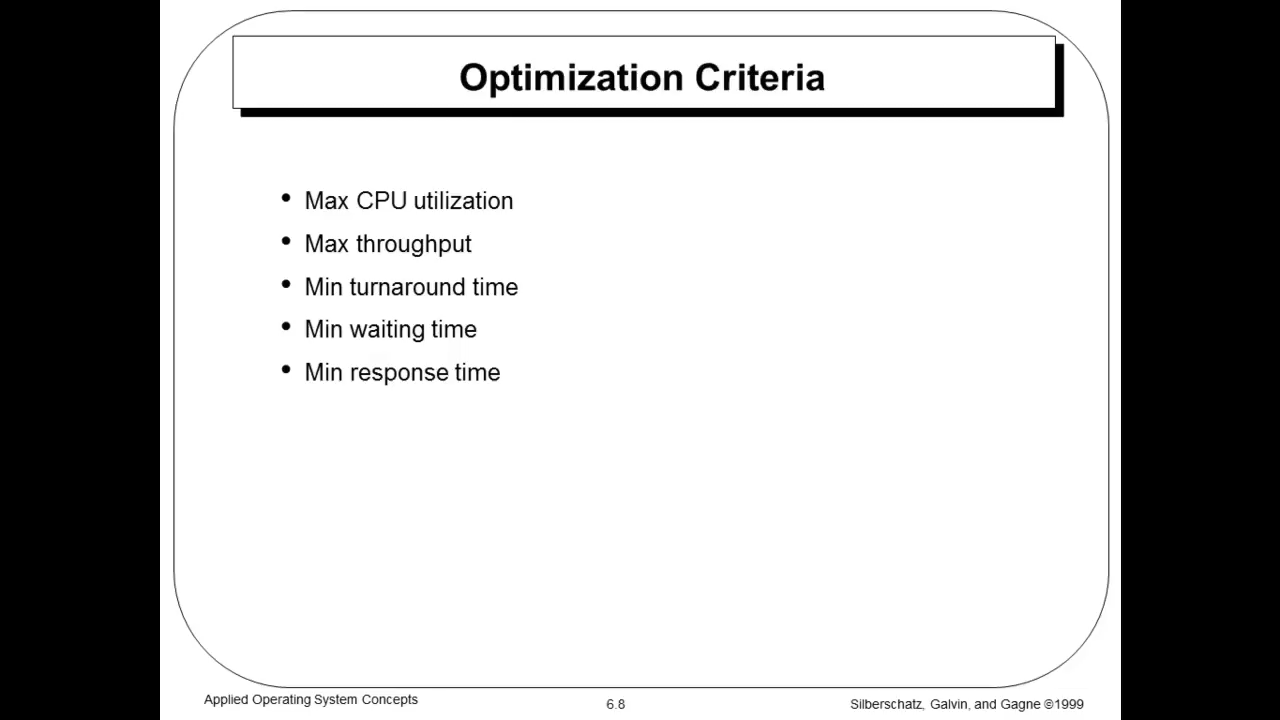 Optimization Criteria
• Max CPU utilization
• Max throughput
• Min turnaround time
• Min waiting time
• Min response time
Applied Operating System Concepts
6.8
Silberschatz, Galvin, and Gagne ©1999